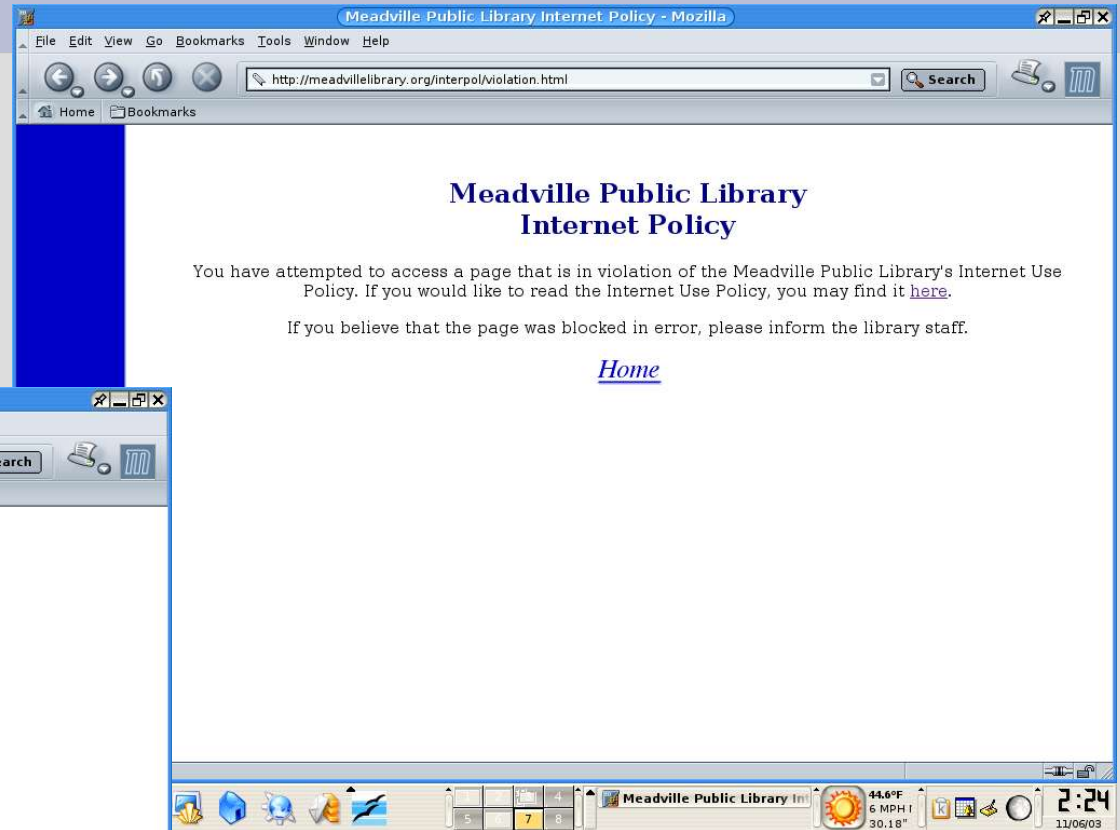 Meadville Public Library Internet Policy - Mozilla
File Edit View Go Bookmarks Tools Window Help
http://meadvillelibrary.org/interpol/violation.html Search
Home Bookmarks
Meadville Public Library
Internet Policy
You have attempted to access a page that is in violation of the Meadville Public Library's Internet Use
Policy. If you would like to read the Internet Use Policy, you may find it here.
If you believe that the page was blocked in error, please inform the library staff.
Home
earch
1 2 4
5 6 7 8
Meadville Public Library In
44.6°F
6 MPH
30.18"
2:24
11/06/03